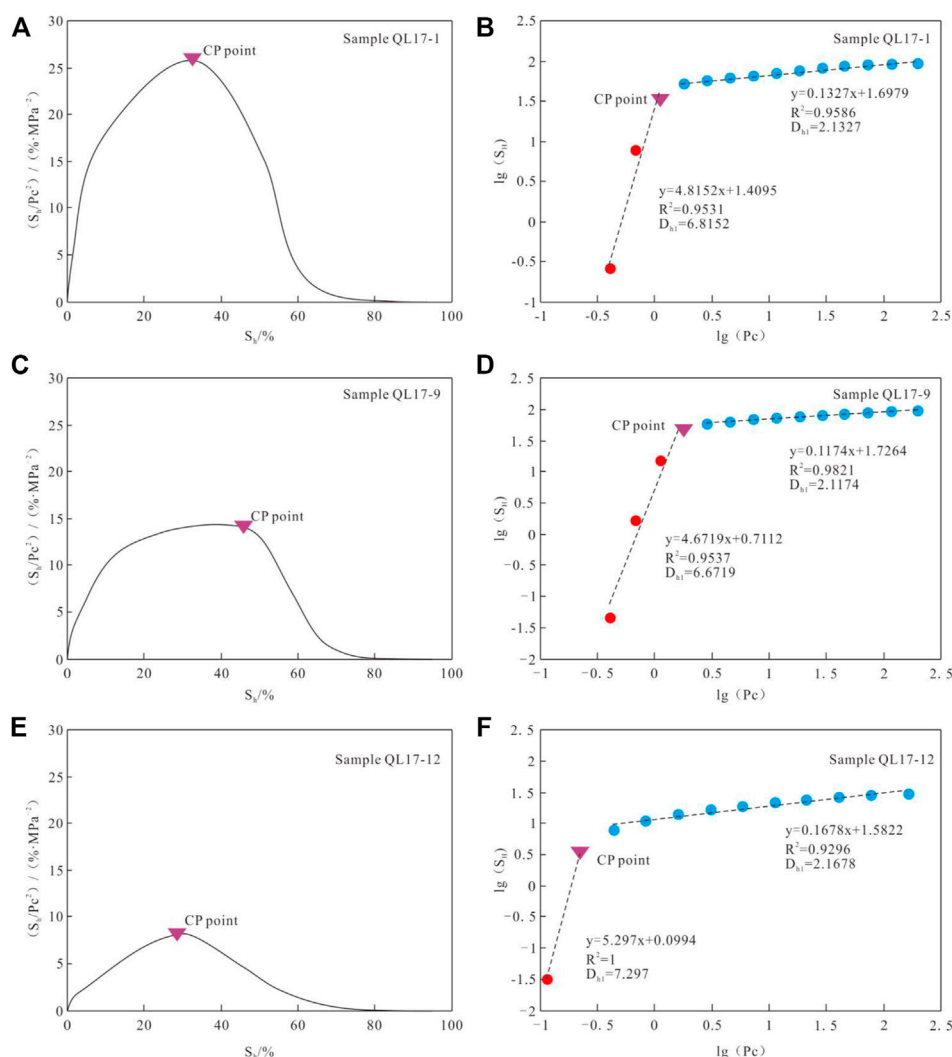 A
Sample QL17-1
CP point
(Sₕ/Pc²) / (%·MPa⁻²)
30
25
20
15
10
5
0
0 20 40 60 80 100
Sₕ/%
B
Sample QL17-1
CP point
y=0.1327x+1.6979
R²=0.9586
Dₕ₁=2.1327
y=4.8152x+1.4095
R²=0.9531
Dₕ₁=6.8152
lg (S_H)
2.5
2
1.5
1
0.5
0
-0.5
-1
-1 -0.5 0 0.5 1 1.5 2 2.5
lg (Pc)
C
Sample QL17-9
CP point
(Sₕ/Pc²) / (%·MPa⁻²)
30
25
20
15
10
5
0
0 20 40 60 80 100
Sₕ/%
D
Sample QL17-9
CP point
y=0.1174x+1.7264
R²=0.9821
Dₕ₁=2.1174
y=4.6719x+0.7112
R²=0.9537
Dₕ₁=6.6719
lg (S_H)
2.5
2
1.5
1
0.5
0
-0.5
-1
-1.5
-2
-1 -0.5 0 0.5 1 1.5 2 2.5
lg (Pc)
E
Sample QL17-12
CP point
(Sₕ/Pc²) / (%·MPa⁻²)
30
25
20
15
10
5
0
0 20 40 60 80 100
Sₕ/%
F
Sample QL17-12
CP point
y=0.1678x+1.5822
R²=0.9296
Dₕ₁=2.1678
y=5.297x+0.0994
R²=1
Dₕ₁=7.297
lg (S_H)
2.5
2
1.5
1
0.5
0
-0.5
-1
-1.5
-2
-1 -0.5 0 0.5 1 1.5 2 2.5
lg (Pc)